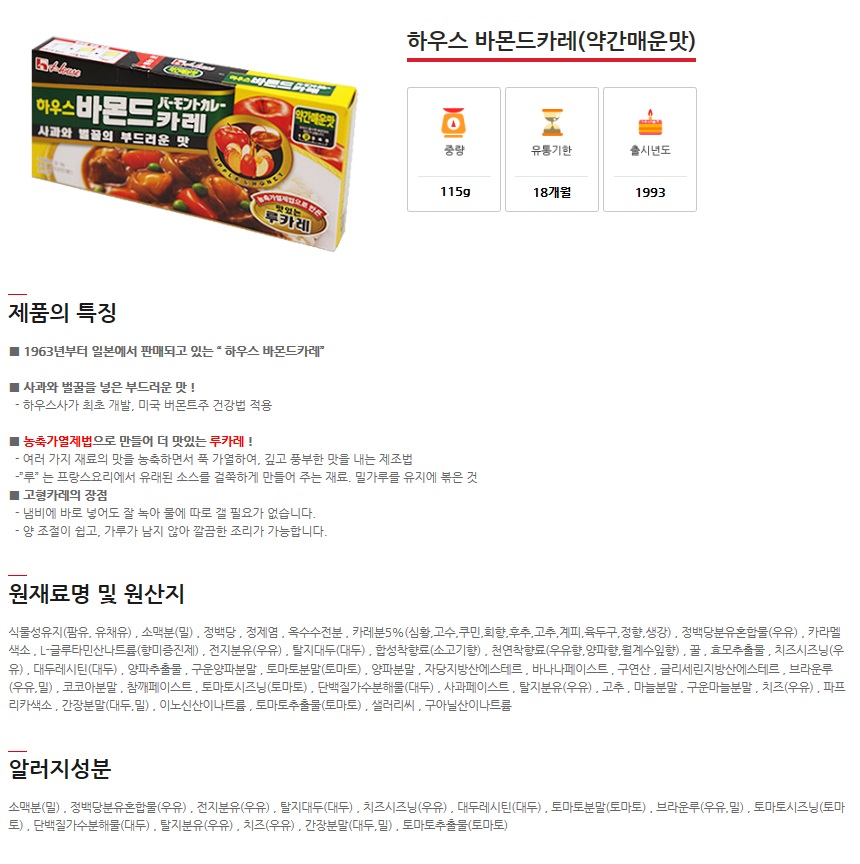 하우스 바몬드카레(약간매운맛)
House
하우스 바몬드 카레
バーモントカレー
약간매운맛
사과와 벌꿀의 부드러운 맛
APPLE & HONEY
농축가열제법으로 만든
맛있는
루카레
중량
유통기한
출시년도
115g
18개월
1993
제품의 특징
■ 1963년부터 일본에서 판매되고 있는 “ 하우스 바몬드카레”
■ 사과와 벌꿀을 넣은 부드러운 맛 !
- 하우스사가 최초 개발, 미국 버몬트주 건강법 적용
■ 농축가열제법으로 만들어 더 맛있는 루카레 !
- 여러 가지 재료의 맛을 농축하면서 푹 가열하여, 깊고 풍부한 맛을 내는 제조법
-”루” 는 프랑스요리에서 유래된 소스를 걸쭉하게 만들어 주는 재료. 밀가루를 유지에 볶은 것
■ 고형카레의 장점
- 냄비에 바로 넣어도 잘 녹아 물에 따로 갤 필요가 없습니다.
- 양 조절이 쉽고, 가루가 남지 않아 깔끔한 조리가 가능합니다.
원재료명 및 원산지
식물성유지(팜유, 유채유) , 소맥분(밀) , 정백당 , 정제염 , 옥수수전분 , 카레분5%(심황,고수,쿠민,회향,후추,고추,계피,육두구,정향,생강) , 정백당분유혼합물(우유) , 카라멜
색소 , L-글루타민산나트륨(향미증진제) , 전지분유(우유) , 탈지대두(대두) , 합성착향료(소고기향) , 천연착향료(우유향,양파향,월계수잎향) , 꿀 , 효모추출물 , 치즈시즈닝(우
유) , 대두레시틴(대두) , 양파추출물 , 구운양파분말 , 토마토분말(토마토) , 양파분말 , 자당지방산에스테르 , 바나나페이스트 , 구연산 , 글리세린지방산에스테르 , 브라운루
(우유,밀) , 코코아분말 , 참깨페이스트 , 토마토시즈닝(토마토) , 단백질가수분해물(대두) , 사과페이스트 , 탈지분유(우유) , 고추 , 마늘분말 , 구운마늘분말 , 치즈(우유) , 파프
리카색소 , 간장분말(대두,밀) , 이노신산이나트륨 , 토마토추출물(토마토) , 샐러리씨 , 구아닐산이나트륨
알러지성분
소맥분(밀) , 정백당분유혼합물(우유) , 전지분유(우유) , 탈지대두(대두) , 치즈시즈닝(우유) , 대두레시틴(대두) , 토마토분말(토마토) , 브라운루(우유,밀) , 토마토시즈닝(토마
토) , 단백질가수분해물(대두) , 탈지분유(우유) , 치즈(우유) , 간장분말(대두,밀) , 토마토추출물(토마토)